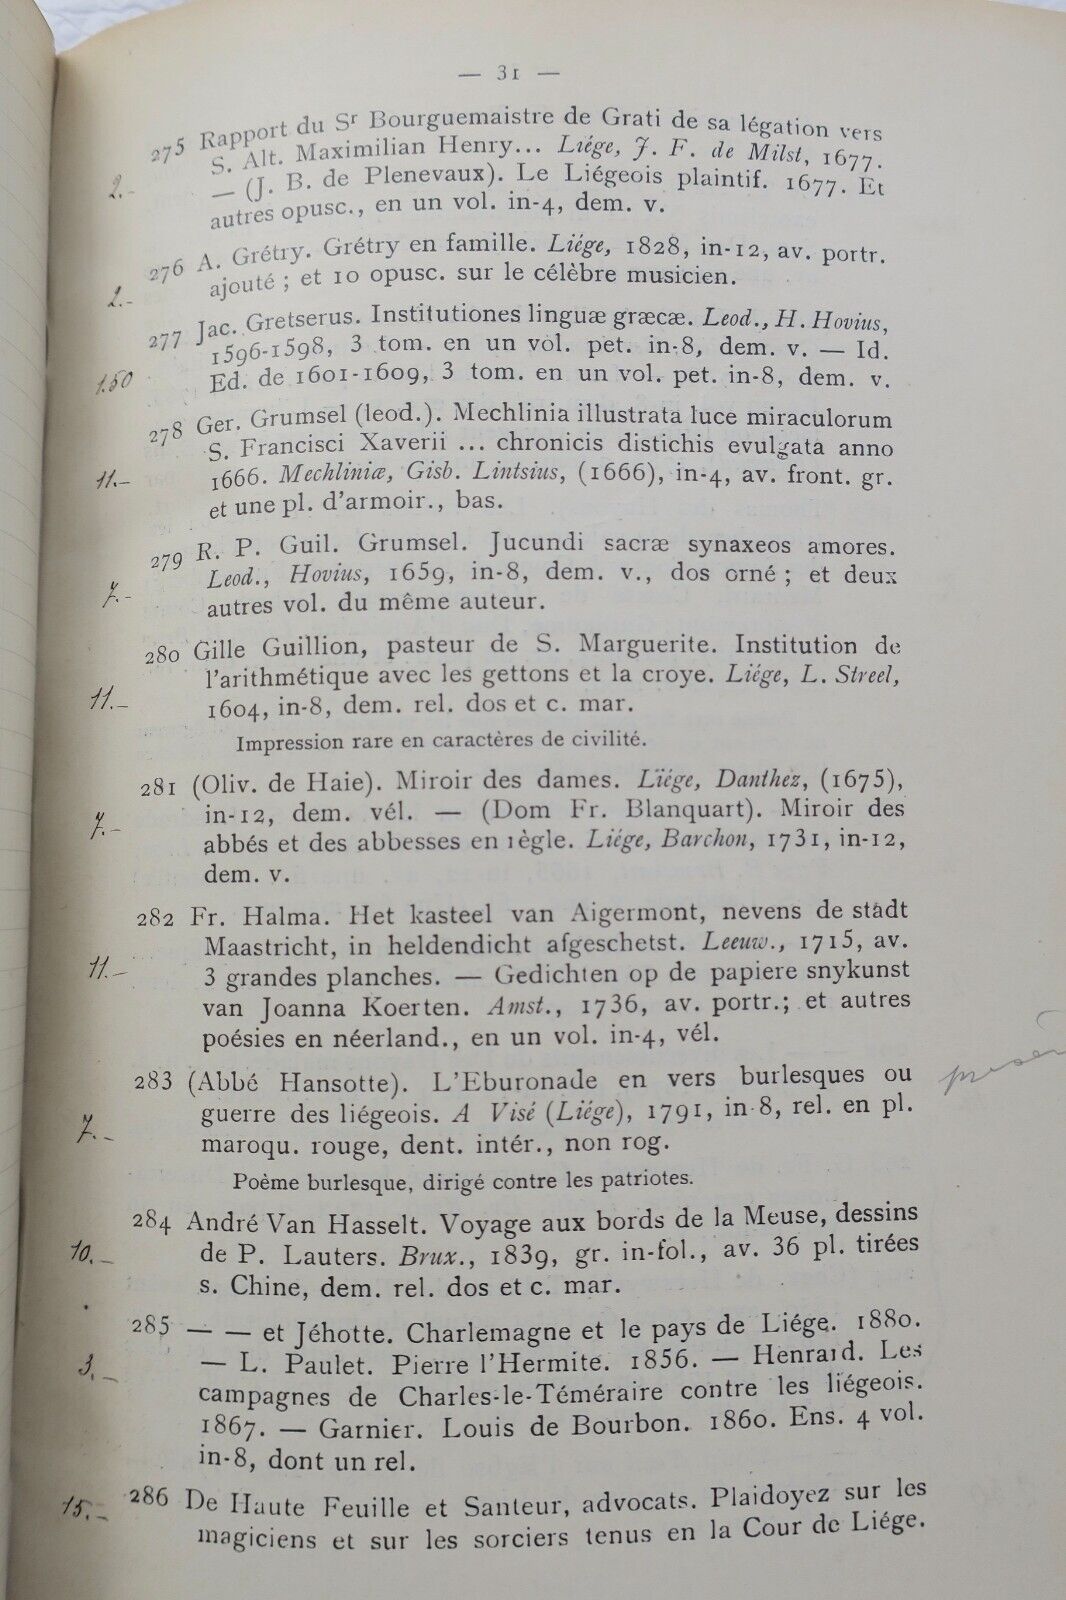 — 31 —
275 Rapport du Sr Bourguemaistre de Grati de sa légation vers
S. Alt. Maximilian Henry... Liége, J. F. de Milst, 1677.
2.- — (J. B. de Plenevaux). Le Liégeois plaintif. 1677. Et
autres opusc., en un vol. in-4, dem. v.
276 A. Grétry. Grétry en famille. Liége, 1828, in-12, av. portr.
2.- ajouté ; et 10 opusc. sur le célèbre musicien.
277 Jac. Gretserus. Institutiones linguæ græcæ. Leod., H. Hovius,
1596-1598, 3 tom. en un vol. pet. in-8, dem. v. — Id.
1.50 Ed. de 1601-1609, 3 tom. en un vol. pet. in-8, dem. v.
278 Ger. Grumsel (leod.). Mechlinia illustrata luce miraculorum
S. Francisci Xaverii ... chronicis distichis evulgata anno
11.- 1666. Mechliniæ, Gisb. Lintsius, (1666), in-4, av. front. gr.
et une pl. d'armoir., bas.
279 R. P. Guil. Grumsel. Jucundi sacræ synaxeos amores.
Leod., Hovius, 1659, in-8, dem. v., dos orné ; et deux
7.- autres vol. du même auteur.
280 Gille Guillion, pasteur de S. Marguerite. Institution de
l'arithmétique avec les gettons et la croye. Liége, L. Streel,
11.- 1604, in-8, dem. rel. dos et c. mar.
Impression rare en caractères de civilité.
281 (Oliv. de Haie). Miroir des dames. Liége, Danthez, (1675),
7.- in-12, dem. vél. — (Dom Fr. Blanquart). Miroir des
abbés et des abbesses en règle. Liége, Barchon, 1731, in-12,
dem. v.
282 Fr. Halma. Het kasteel van Aigermont, nevens de stadt
Maastricht, in heldendicht afgeschetst. Leeuw., 1715, av.
11.- 3 grandes planches. — Gedichten op de papiere snykunst
van Joanna Koerten. Amst., 1736, av. portr.; et autres
poésies en néerland., en un vol. in-4, vél.
283 (Abbé Hansotte). L'Eburonade en vers burlesques ou
7.- guerre des liégeois. A Visé (Liége), 1791, in-8, rel. en pl.
maroqu. rouge, dent. intér., non rog.
Poème burlesque, dirigé contre les patriotes.
284 André Van Hasselt. Voyage aux bords de la Meuse, dessins
10.- de P. Lauters. Brux., 1839, gr. in-fol., av. 36 pl. tirées
s. Chine, dem. rel. dos et c. mar.
285 — — et Jéhotte. Charlemagne et le pays de Liége. 1880.
3.- — L. Paulet. Pierre l'Hermite. 1856. — Henrard. Les
campagnes de Charles-le-Téméraire contre les liégeois.
1867. — Garnier. Louis de Bourbon. 1860. Ens. 4 vol.
in-8, dont un rel.
15.- 286 De Haute Feuille et Santeur, advocats. Plaidoyez sur les
magiciens et sur les sorciers tenus en la Cour de Liége.